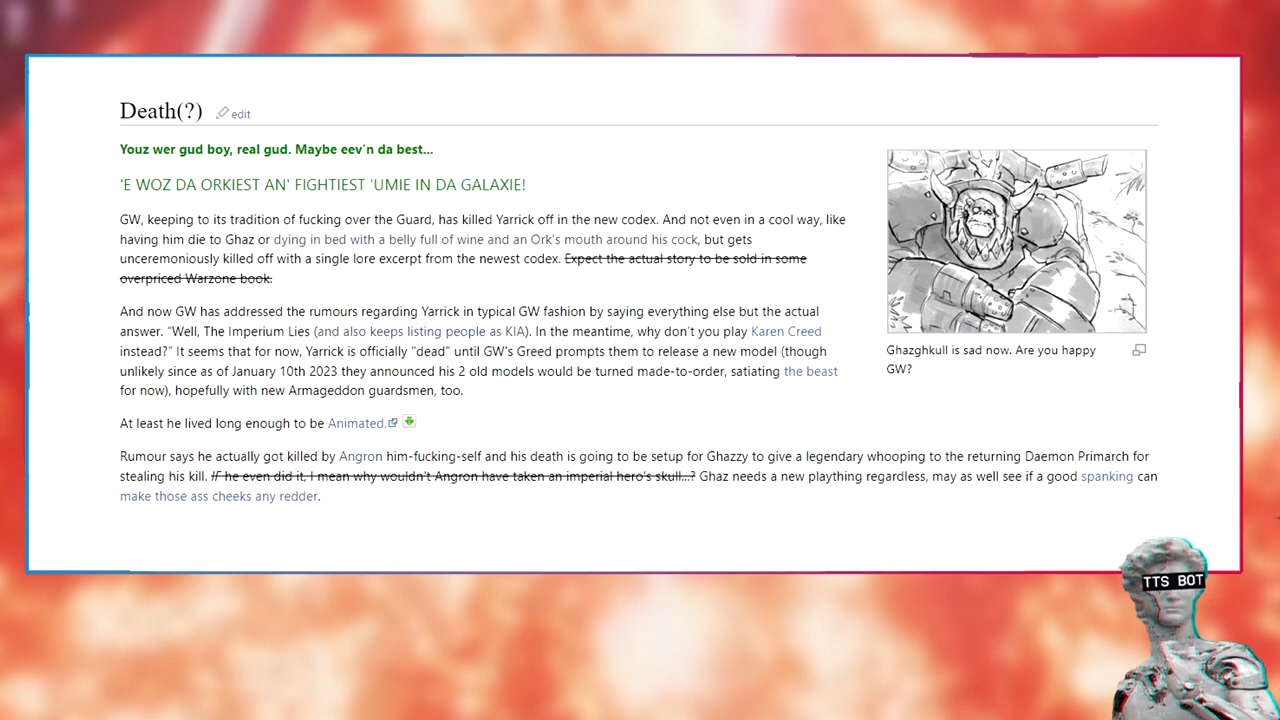 Death(?) edit
Youz wer gud boy, real gud. Maybe eev'n da best...
'E WOZ DA ORKIEST AN' FIGHTIEST 'UMIE IN DA GALAXIE!
GW, keeping to its tradition of fucking over the Guard, has killed Yarrick off in the new codex. And not even in a cool way, like
having him die to Ghaz or dying in bed with a belly full of wine and an Ork's mouth around his cock, but gets
unceremoniously killed off with a single lore excerpt from the newest codex. Expect the actual story to be sold in some
overpriced Warzone book.
And now GW has addressed the rumours regarding Yarrick in typical GW fashion by saying everything else but the actual
answer. "Well, The Imperium Lies (and also keeps listing people as KIA). In the meantime, why don't you play Karen Creed
instead?" It seems that for now, Yarrick is officially "dead" until GW's Greed prompts them to release a new model (though
unlikely since as of January 10th 2023 they announced his 2 old models would be turned made-to-order, satiating the beast
for now), hopefully with new Armageddon guardsmen, too.
At least he lived long enough to be Animated.
Ghazghkull is sad now. Are you happy
GW?
Rumour says he actually got killed by Angron him-fucking-self and his death is going to be setup for Ghazzy to give a legendary whooping to the returning Daemon Primarch for
stealing his kill. IF he even did it, I mean why wouldn't Angron have taken an imperial hero's skull...? Ghaz needs a new plaything regardless, may as well see if a good spanking can
make those ass cheeks any redder.
TTS BOT